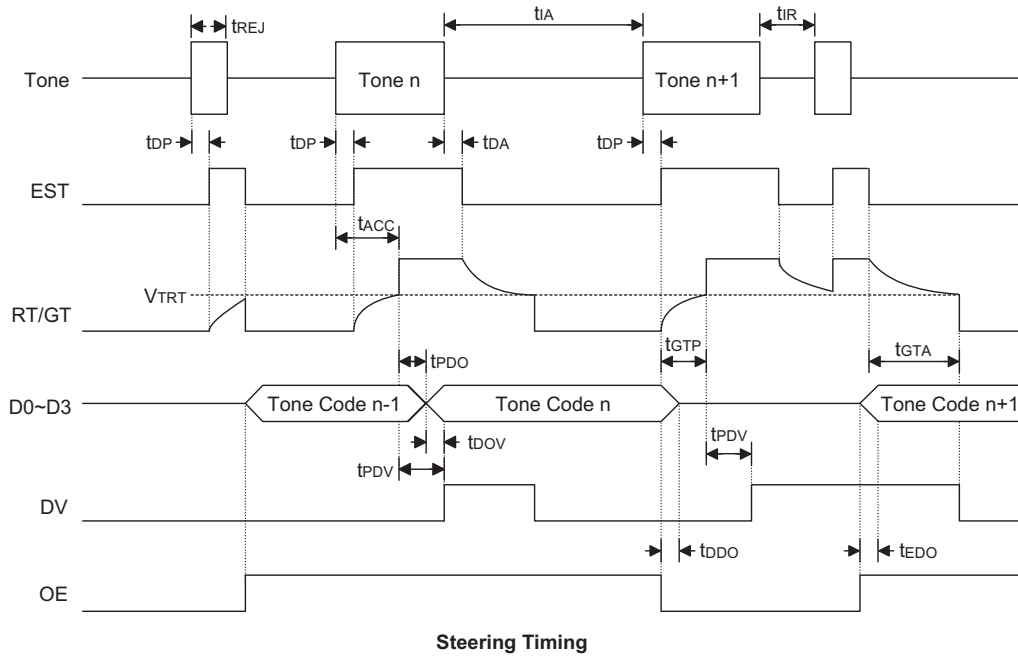 tREJ
tIA
tIR
Tone
Tone n
Tone n+1
tDP
tDP
tDA
tDP
EST
tACC
VTRT
RT/GT
tPDO
tGTP
tGTA
D0~D3
Tone Code n-1
Tone Code n
Tone Code n+1
tDOV
tPDV
tPDV
DV
tDDO
tEDO
OE
Steering Timing